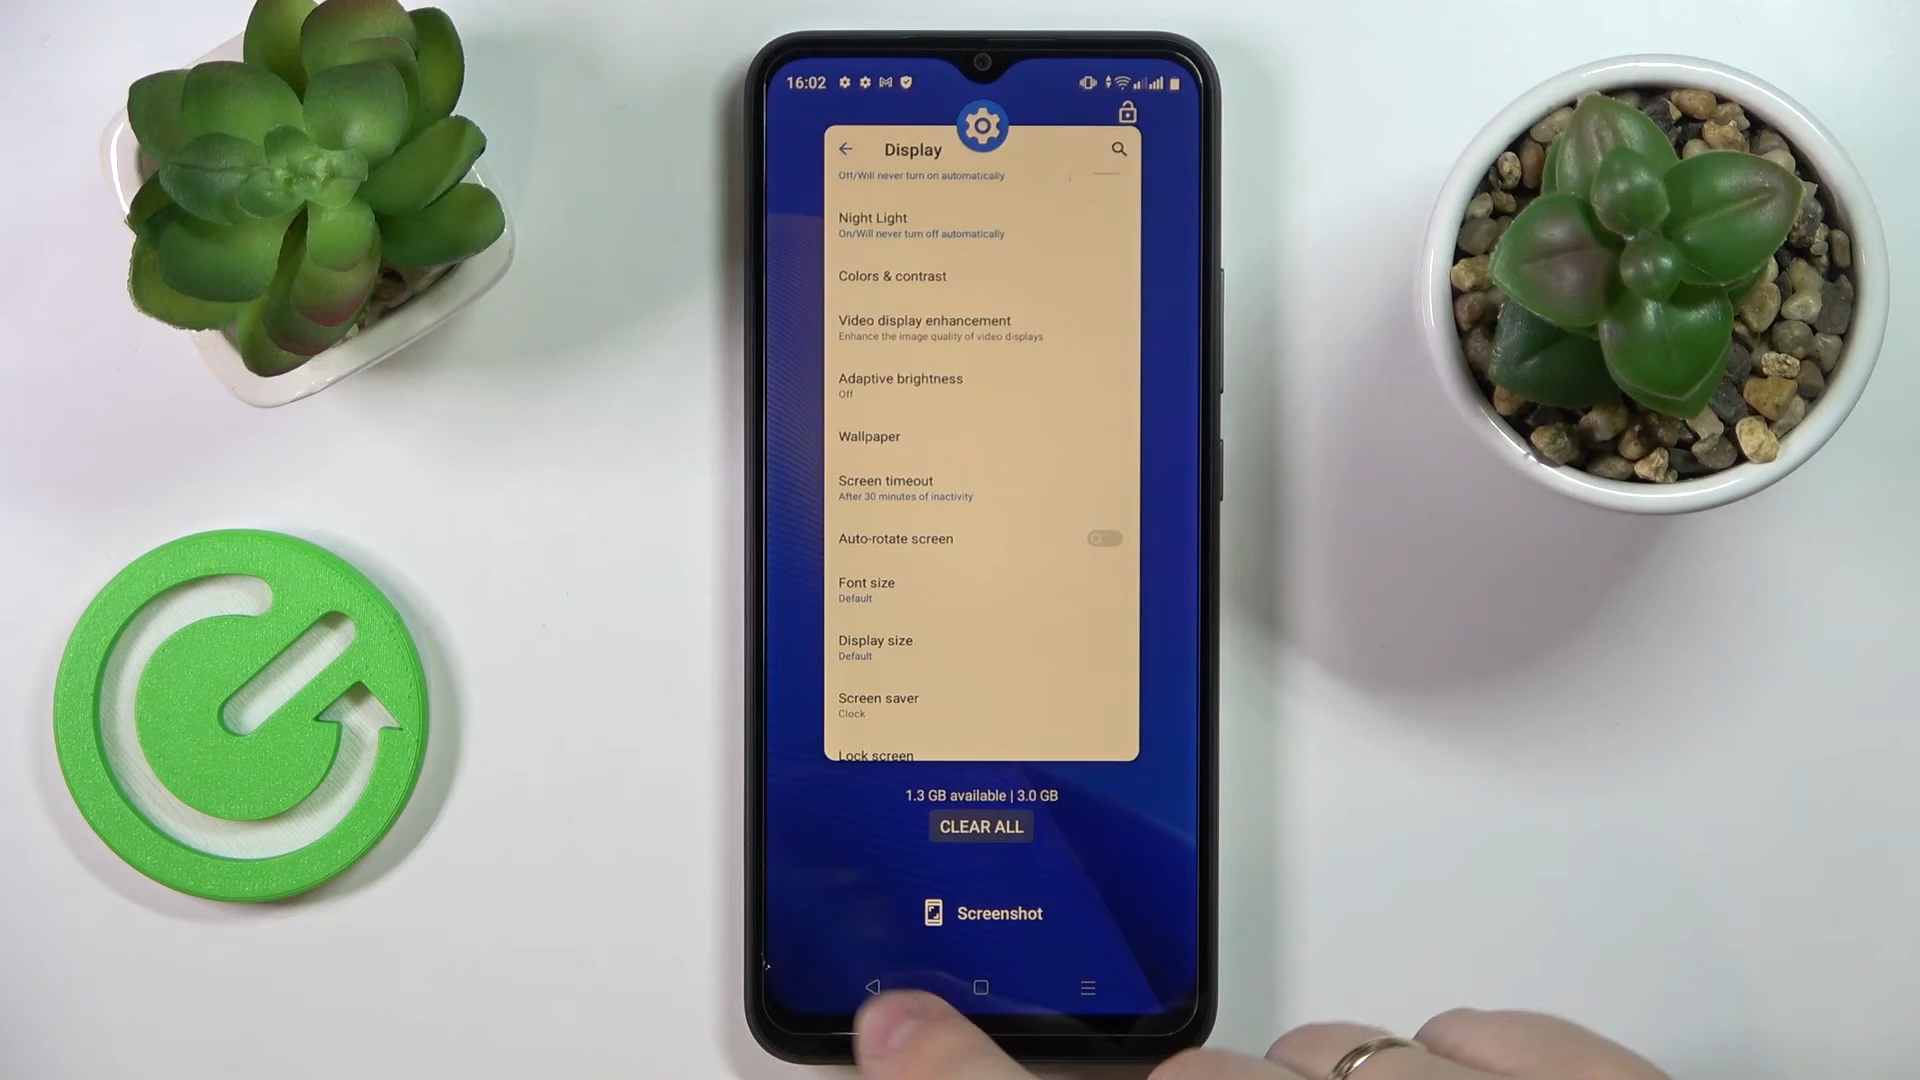 16:02
Display
Off/Will never turn on automatically
Night Light
On/Will never turn off automatically
Colors & contrast
Video display enhancement
Enhance the image quality of video displays
Adaptive brightness
Off
Wallpaper
Screen timeout
After 30 minutes of inactivity
Auto-rotate screen
Font size
Default
Display size
Default
Screen saver
Clock
Lock screen
1.3 GB available | 3.0 GB
CLEAR ALL
Screenshot